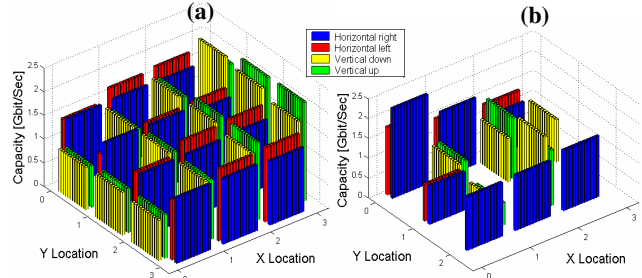 (a)
(b)
Horizontal right
Horizontal left
Vertical down
Vertical up
Capacity [Gbit/Sec]
2.5
2
1.5
1
0.5
0
0
1
2
3
Y Location
0
1
2
3
X Location
Capacity [Gbit/Sec]
2.5
2
1.5
1
0.5
0
0
1
2
Y Location
0
1
2
3
X Location